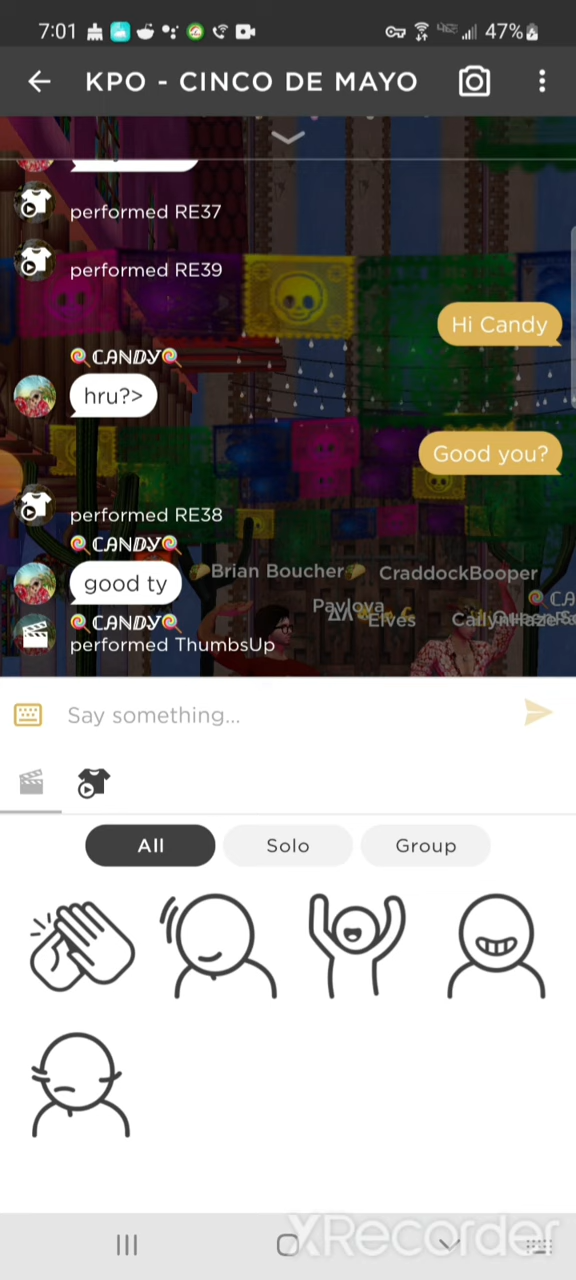 7:01
47%
KPO - CINCO DE MAYO
performed RE37
performed RE39
Hi Candy
ℂ𝔸ℕ𝔻𝕐
hru?>
Good you?
performed RE38
ℂ𝔸ℕ𝔻𝕐
good ty
Brian Boucher
CraddockBooper
Pavlova
Elves
ℂ𝔸ℕ𝔻𝕐
performed ThumbsUp
Say something...
All
Solo
Group
XRecorder